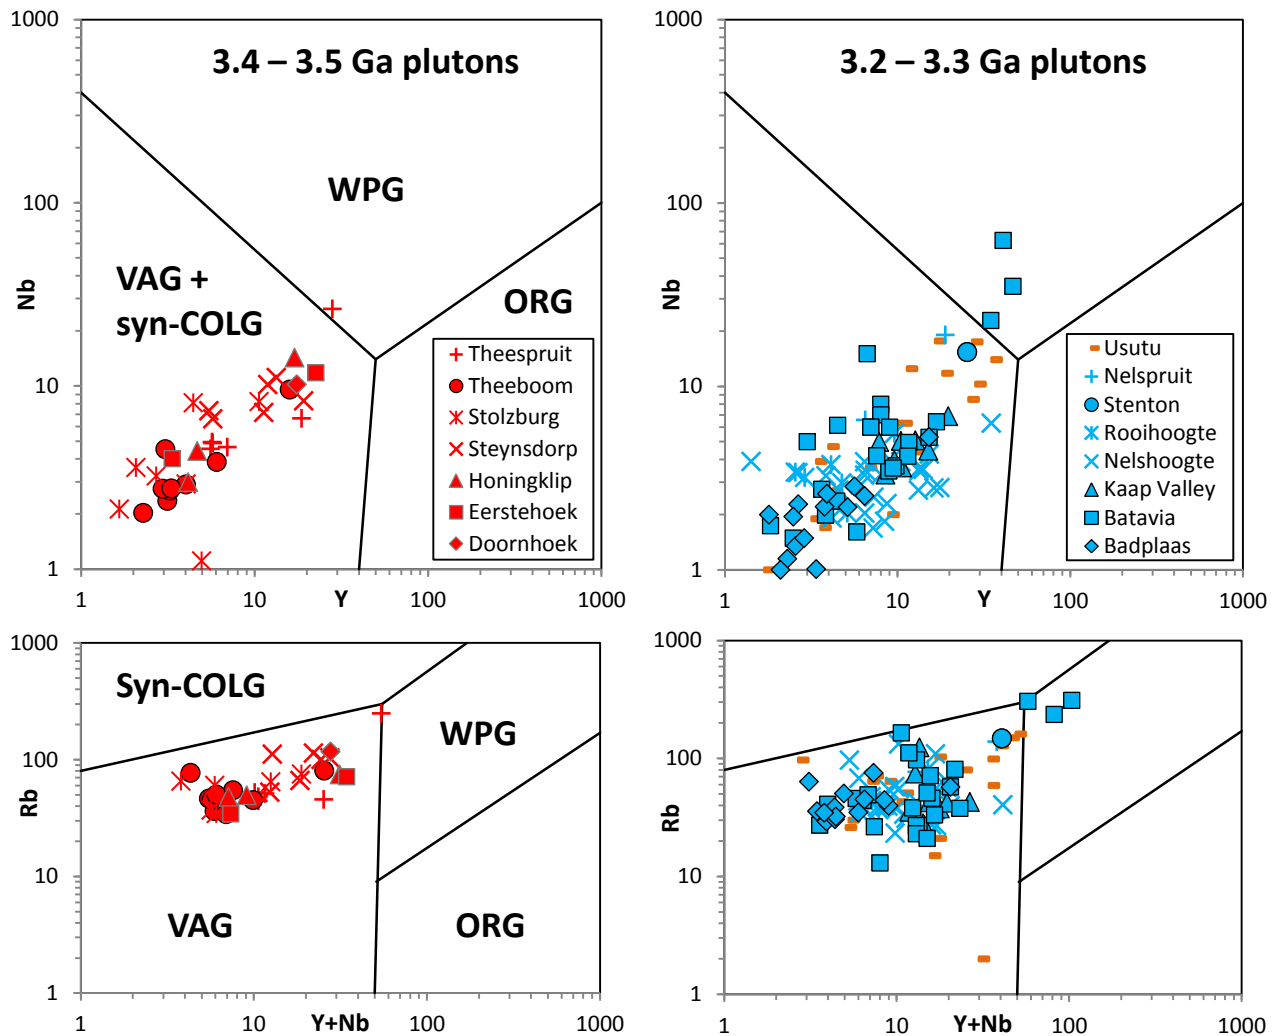 1000
3.4 – 3.5 Ga plutons
100
WPG
Nb
VAG +
syn-COLG
ORG
10
Theespruit
Theeboom
Stolzburg
Steynsdorp
Honingklip
Eerstehoek
Doornhoek
1
1
10
Y
100
1000
1000
3.2 – 3.3 Ga plutons
100
Nb
10
Usutu
Nelspruit
Stenton
Rooihoogte
Nelshoogte
Kaap Valley
Batavia
Badplaas
1
1
10
Y
100
1000
1000
Syn-COLG
WPG
100
Rb
10
VAG
ORG
1
1
10
Y+Nb
100
1000
1000
100
Rb
10
1
1
10
Y+Nb
100
1000